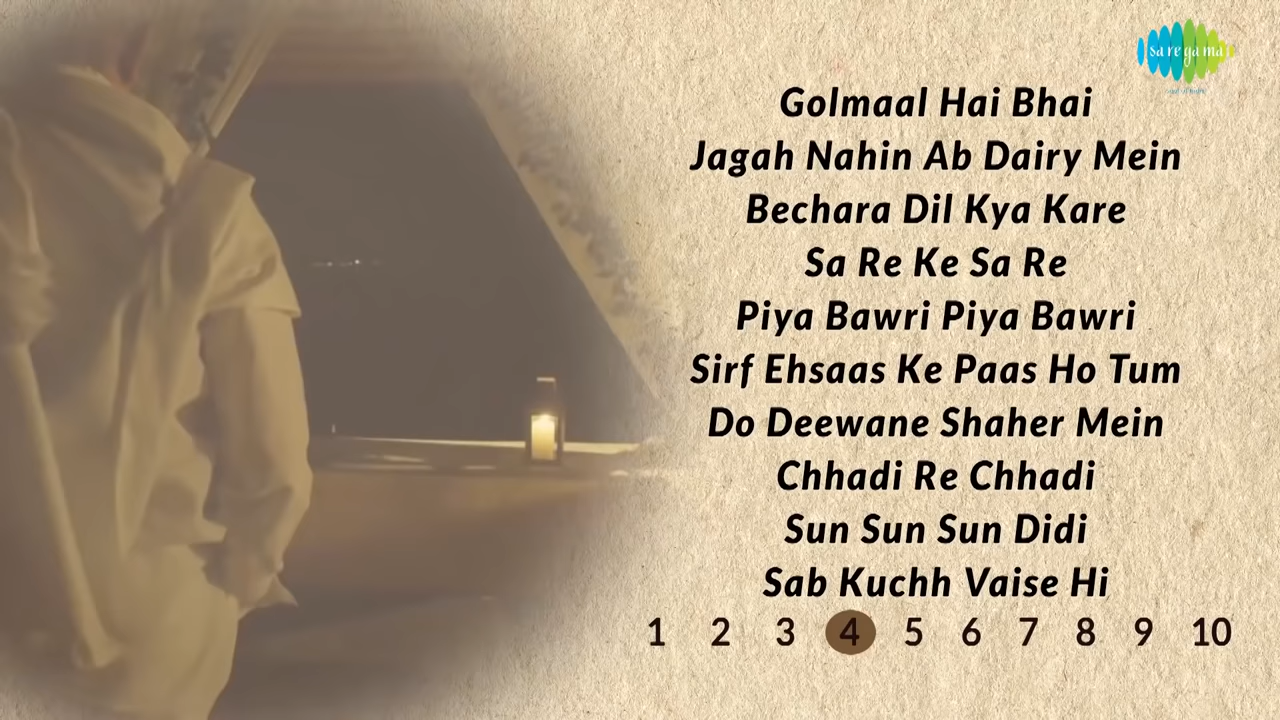 sa re ga ma
Golmaal Hai Bhai
Jagah Nahin Ab Dairy Mein
Bechara Dil Kya Kare
Sa Re Ke Sa Re
Piya Bawri Piya Bawri
Sirf Ehsaas Ke Paas Ho Tum
Do Deewane Shaher Mein
Chhadi Re Chhadi
Sun Sun Sun Didi
Sab Kuchh Vaise Hi
1 2 3 4 5 6 7 8 9 10